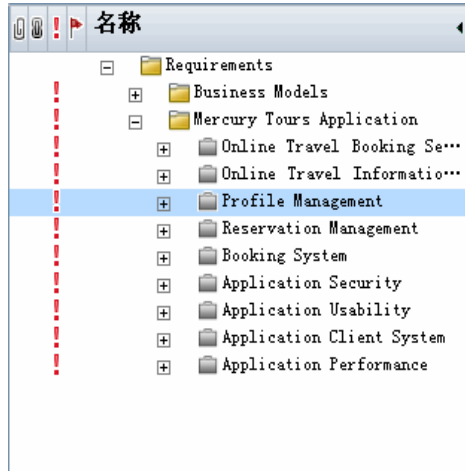 名称
Requirements
Business Models
Mercury Tours Application
Online Travel Booking Se…
Online Travel Informatio…
Profile Management
Reservation Management
Booking System
Application Security
Application Usability
Application Client System
Application Performance